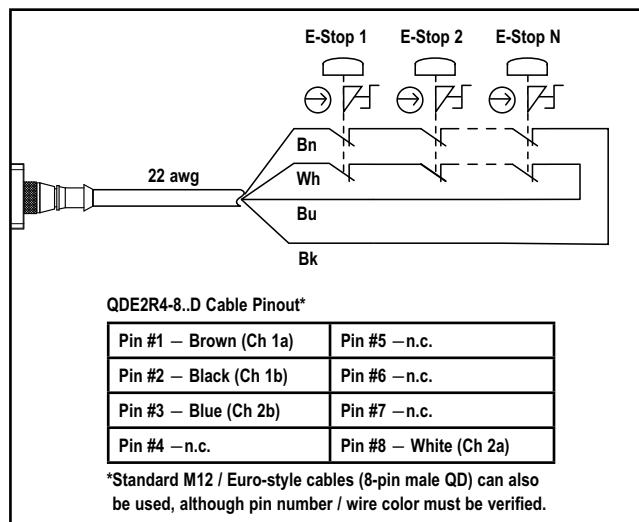 E-Stop 1 E-Stop 2 E-Stop N
Bn
22 awg
Wh
Bu
Bk
QDE2R4-8..D Cable Pinout*
Pin #1 — Brown (Ch 1a) Pin #5 —n.c.
Pin #2 — Black (Ch 1b) Pin #6 —n.c.
Pin #3 — Blue (Ch 2b) Pin #7 —n.c.
Pin #4 —n.c. Pin #8 — White (Ch 2a)
*Standard M12 / Euro-style cables (8-pin male QD) can also
be used, although pin number / wire color must be verified.